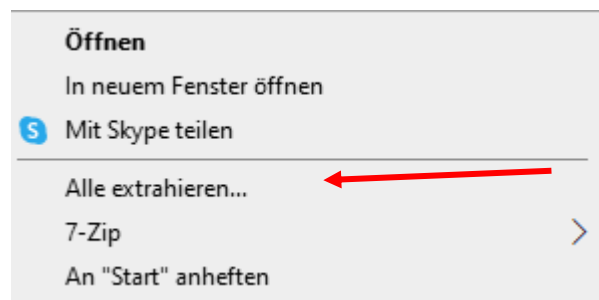 Öffnen
In neuem Fenster öffnen
S Mit Skype teilen
Alle extrahieren...
7-Zip
An "Start" anheften